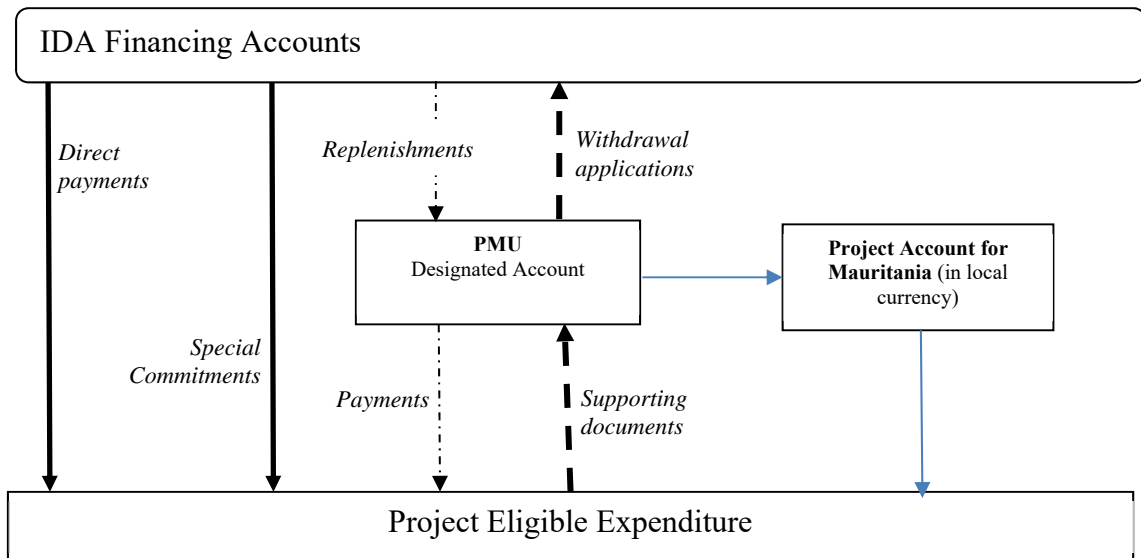 IDA Financing Accounts
Direct
payments
Replenishments
Withdrawal
applications
PMU
Designated Account
Project Account for
Mauritania (in local
currency)
Special
Commitments
Payments
Supporting
documents
Project Eligible Expenditure